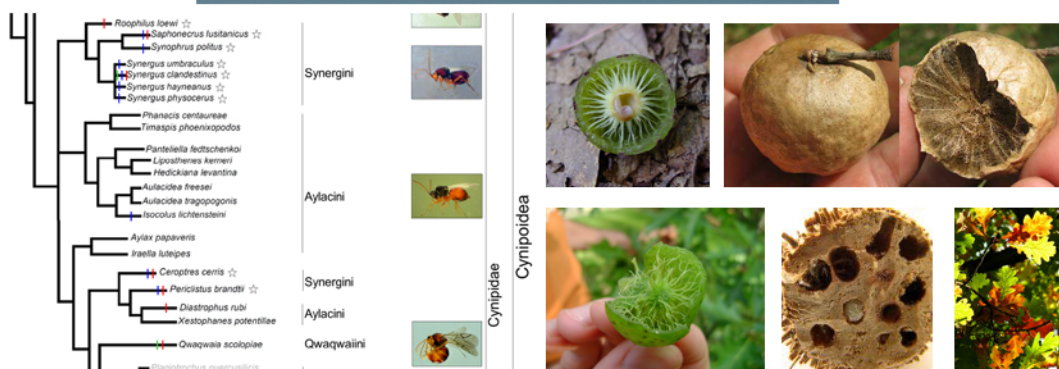 Roophilus loewi ☆
Saphonecrus lusitanicus ☆
Synophrus politus ☆
Synergus umbraculus ☆
Synergus clandestinus ☆
Synergus hayneanus ☆
Synergus physocerus ☆
Synergini
Phanacis centaureae
Timaspis phoenixopodos
Panteliella fedtschenkoi
Liposthenes kerneri
Hedickiana levantina
Aulacidea freesei
Aulacidea tragopogonis
Isocolus lichtensteini
Aylax papaveris
Iraella luteipes
Aylacini
Ceroptres cerris ☆
Periclistus brandtii ☆
Synergini
Diastrophus rubi
Xestophanes potentillae
Aylacini
Qwaqwaia scolopiae
Qwaqwaiini
Cynipidae
Cynipoidea